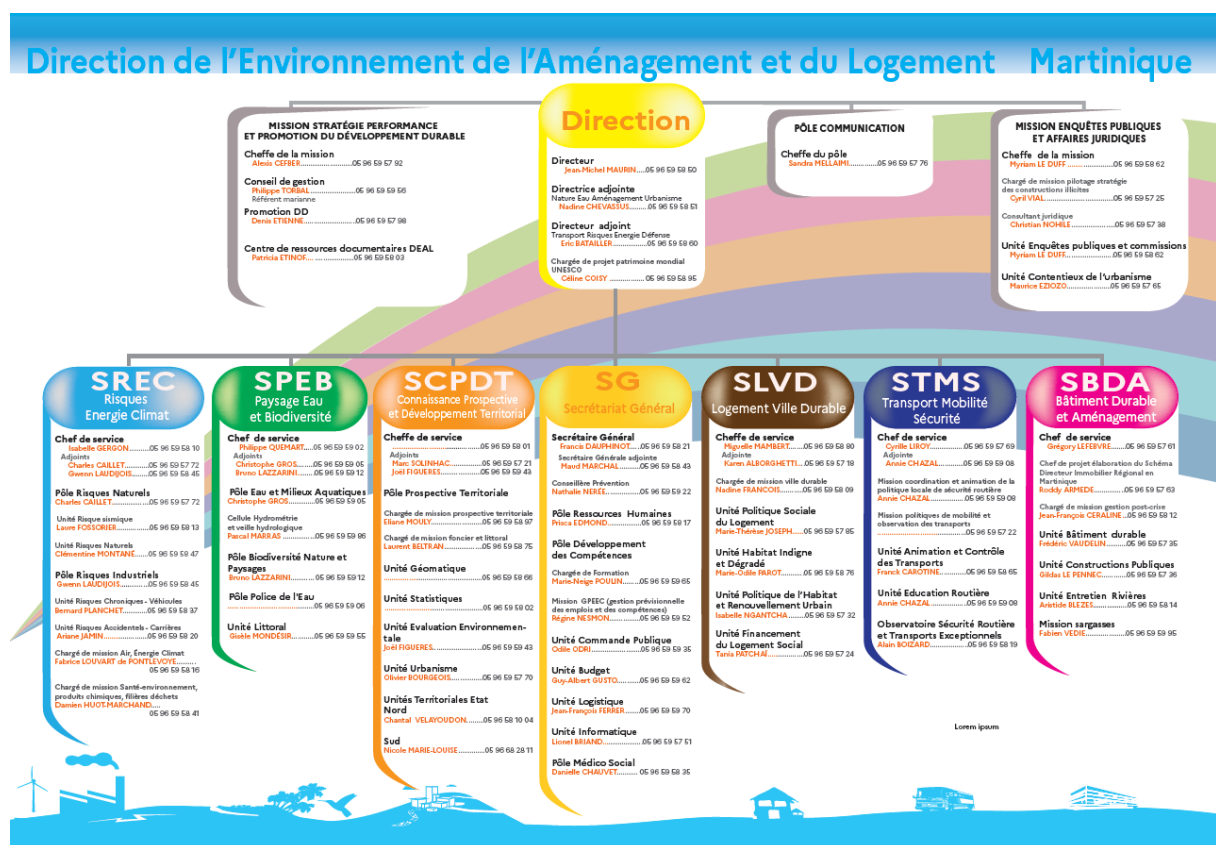 Direction de l'Environnement de l'Aménagement et du Logement Martinique
MISSION STRATÉGIE PERFORMANCE
ET PROMOTION DU DÉVELOPPEMENT DURABLE
Cheffe de la mission
Alexis CEFBER.....................05 96 59 57 92
Conseil de gestion
Philippe TORBAL..................05 96 59 59 56
Référent marianne
Promotion DD
Denis ETIENNE.....................05 96 59 57 98
Centre de ressources documentaires DEAL
Patricia ETINOF.... ................05 96 59 58 03
Direction
Directeur
Jean-Michel MAURIN....05 96 59 58 50
Directrice adjointe
Nature Eau Aménagement Urbanisme
Nadine CHEVASSUS........05 96 59 58 51
Directeur adjoint
Transport Risques Energie Défense
Eric BATAILLER............05 96 59 58 60
Chargée de projet patrimoine mondial
UNESCO
Céline COISY ..............05 96 59 58 95
PÔLE COMMUNICATION
Cheffe du pôle
Sandra MELLAIMI..........05 96 59 57 76
MISSION ENQUÊTES PUBLIQUES
ET AFFAIRES JURIDIQUES
Cheffe de la mission
Myriam LE DUFF ....................05 96 59 58 62
Chargé de mission pilotage stratégie
des constructions illicites
Cyril VIAL.....................05 96 59 57 25
Consultant juridique
Christian NOHILE..................05 96 59 57 38
Unité Enquêtes publiques et commissions
Myriam LE DUFF....................05 96 59 58 62
Unité Contentieux de l'urbanisme
Maurice EZIOZO...................05 96 59 57 65
SREC
Risques
Energie Climat
Chef de service
Isabelle GERGON.........05 96 59 58 10
Adjoints
Charles CAILLET...........05 96 59 57 72
Gwenn LAUDIJOIS........05 96 59 58 45
Pôle Risques Naturels
Charles CAILLET..............05 96 59 57 72
Unité Risque sismique
Laure FOSSORIER............05 96 59 58 13
Unité Risques Naturels
Clémentine MONTANÉ......05 96 59 58 47
Pôle Risques Industriels
Gwenn LAUDIJOIS...........05 96 59 58 45
Unité Risques Chroniques - Véhicules
Bernard PLANCHET..........05 96 59 58 37
Unité Risques Accidentels - Carrières
Ariane JAMIN................05 96 59 58 20
Chargé de mission Air, Énergie Climat
Fabrice LOUVART de PONTLEVOYE........
05 96 59 58 16
Chargé de mission Santé-environnement,
produits chimiques, filières déchets
Damien HUOT-MARCHAND....
05 96 59 58 41
SPEB
Paysage Eau
et Biodiversité
Chef de service
Philippe QUEMART.....05 96 59 59 02
Adjoints
Christophe GROS........05 96 59 59 05
Bruno LAZZARINI........05 96 59 59 12
Pôle Eau et Milieux Aquatiques
Christophe GROS............05 96 59 59 05
Cellule Hydrométrie
et veille hydrologique
Pascal MARRAS ..............05 96 59 59 86
Pôle Biodiversité Nature et
Paysages
Bruno LAZZARINI............ 05 96 59 59 12
Pôle Police de l'Eau
..............................05 96 59 59 06
Unité Littoral
Gisèle MONDÉSIR............05 96 59 59 55
SCPDT
Connaissance Prospective
et Développement Territorial
Cheffe de service
........................05 96 59 58 01
Adjoints
Marc SOLINHAC........05 96 59 57 21
Joël FIGUERES...........05 96 59 59 43
Pôle Prospective Territoriale
Chargée de mission prospective territoriale
Eliane MOULY..............05 96 59 58 97
Chargé de mission foncier et littoral
Laurent BELTRAN..........05 96 59 58 75
Unité Géomatique
............................05 96 59 58 66
Unité Statistiques
............................05 96 59 58 02
Unité Evaluation Environnemen-
tale
Joël FIGUERES................05 96 59 59 43
Unité Urbanisme
Olivier BOURGEOIS........05 96 59 57 70
Unités Territoriales Etat
Nord
Chantal VELAYOUDON.......05 96 58 10 04
Sud
Nicole MARIE-LOUISE...........05 96 68 28 11
SG
Secrétariat Général
Secrétaire Général
Francis DAUPHINOT.....05 96 59 58 21
Secrétaire Générale adjointe
Maud MARCHAL ........05 96 59 58 43
Conseillère Prévention
Nathalie NERÉE............05 96 59 59 22
Pôle Ressources Humaines
Prisca EDMOND............05 96 59 58 17
Pôle Développement
des Compétences
Chargée de Formation
Marie-Neige POULIN.....05 96 59 59 65
Mission GPEEC (gestion prévisionnelle
des emplois et des compétences)
Régine NESMON............05 96 59 59 52
Unité Commande Publique
Odile ODRI..................05 96 59 59 35
Unité Budget
Guy-Albert GUSTO..........05 96 59 59 62
Unité Logistique
Jean-François FERRER.....05 96 59 59 70
Unité Informatique
Lionel BRIAND..............05 96 59 57 51
Pôle Médico Social
Danielle CHAUVET.......... 05 96 59 58 35
SLVD
Logement Ville Durable
Cheffe de service
Miguelle MAMBERT......05 96 59 58 80
Adjointe
Karen ALBORGHETTI....05 96 59 57 18
Chargée de mission ville durable
Nadine FRANCOIS.........05 96 59 58 09
Unité Politique Sociale
du Logement
Marie-Thérèse JOSEPH.....05 96 59 57 85
Unité Habitat Indigne
et Dégradé
Marie-Odile PAROT.........05 96 59 58 76
Unité Politique de l'Habitat
et Renouvellement Urbain
Isabelle NGANTCHA........05 96 59 57 32
Unité Financement
du Logement Social
Tania PATCHAÏ..............05 96 59 57 24
STMS
Transport Mobilité
Sécurité
Chef de service
Cyrille LIROY..............05 96 59 57 69
Adjointe
Annie CHAZAL............05 96 59 59 08
Mission coordination et animation de la
politique locale de sécurité routière
Annie CHAZAL...............05 96 59 59 08
Mission politiques de mobilité et
observation des transports
..............................05 96 59 57 22
Unité Animation et Contrôle
des Transports
Franck CAROTINE............05 96 59 58 65
Unité Education Routière
Annie CHAZAL...............05 96 59 59 08
Observatoire Sécurité Routière
et Transports Exceptionnels
Alain BOIZARD...............05 96 59 58 19
SBDA
Bâtiment Durable
et Aménagement
Chef de service
Grégory LEFEBVRE.......05 96 59 57 61
Chef de projet élaboration du Schéma
Directeur Immobilier Régional en
Martinique
Roddy ARMEDE.............05 96 59 57 63
Chargé de mission gestion post-crise
Jean-François CERALINE...05 96 59 58 12
Unité Bâtiment durable
Frédéric VAUDELIN..........05 96 59 57 35
Unité Constructions Publiques
Gildas LE PENNEC...........05 96 59 57 36
Unité Entretien Rivières
Aristide BLEZES..............05 96 59 58 14
Mission sargasses
Fabien VEDIE................05 96 59 59 95
Lorem ipsum